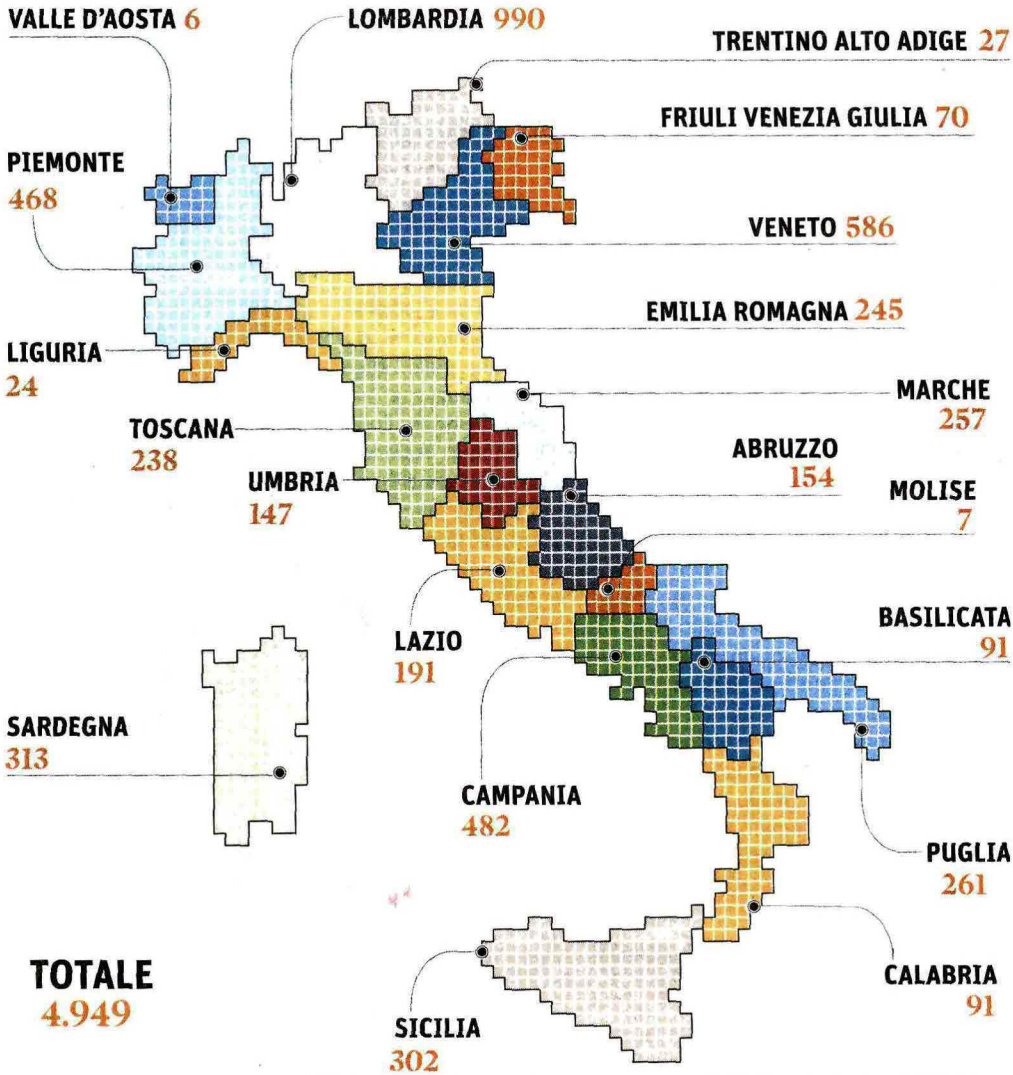 VALLE D'AOSTA 6
LOMBARDIA 990
TRENTINO ALTO ADIGE 27
FRIULI VENEZIA GIULIA 70
PIEMONTE
468
VENETO 586
EMILIA ROMAGNA 245
LIGURIA
24
MARCHE
257
TOSCANA
238
ABRUZZO
154
UMBRIA
147
MOLISE
7
BASILICATA
91
LAZIO
191
SARDEGNA
313
CAMPANIA
482
PUGLIA
261
CALABRIA
91
TOTALE
4.949
SICILIA
302